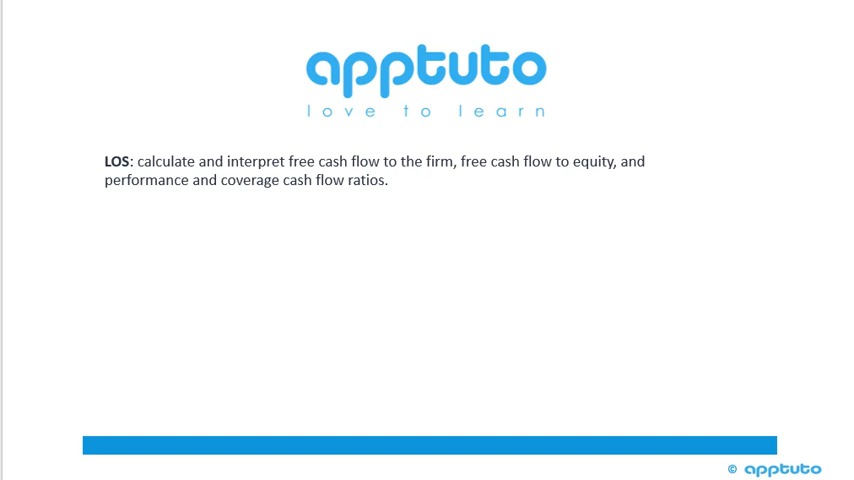 apptuto
love to learn
LOS: calculate and interpret free cash flow to the firm, free cash flow to equity, and
performance and coverage cash flow ratios.
© apptuto